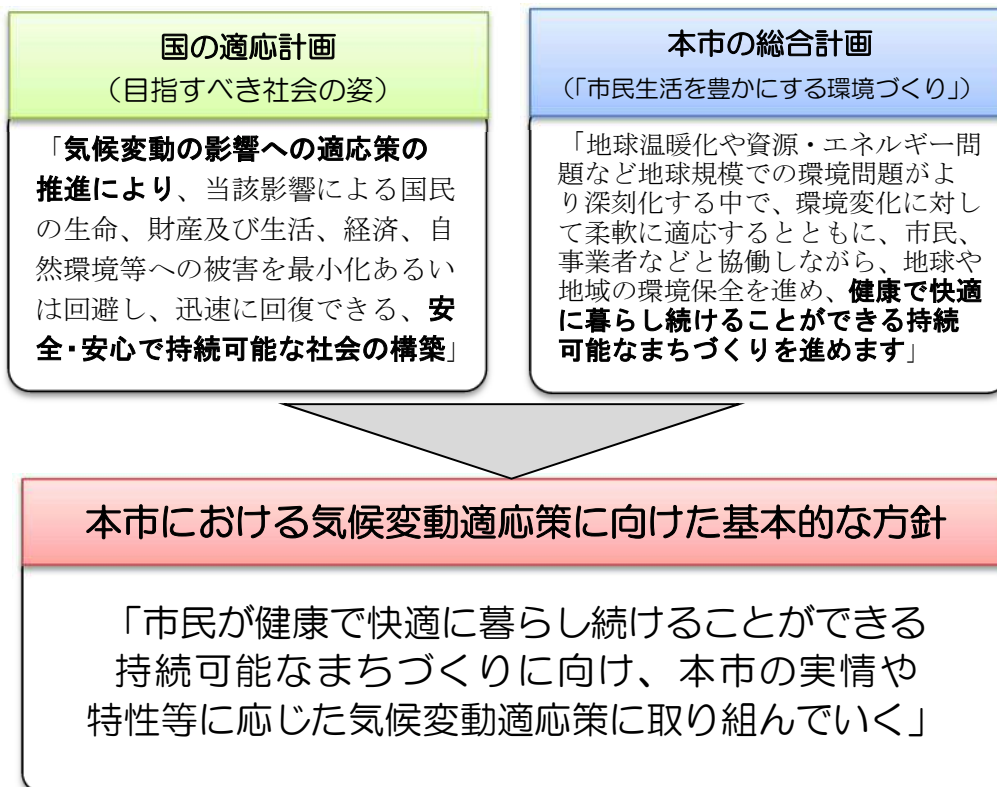 国の適応計画
（目指すべき社会の姿）
「気候変動の影響への適応策の
推進により、当該影響による国民
の生命、財産及び生活、経済、自
然環境等への被害を最小化あるい
は回避し、迅速に回復できる、安
全・安心で持続可能な社会の構築」
本市の総合計画
（「市民生活を豊かにする環境づくり」）
「地球温暖化や資源・エネルギー問
題など地球規模での環境問題がよ
り深刻化する中で、環境変化に対し
て柔軟に適応するとともに、市民、
事業者などと協働しながら、地球や
地域の環境保全を進め、健康で快適
に暮らし続けることができる持続
可能なまちづくりを進めます」
本市における気候変動適応策に向けた基本的な方針
「市民が健康で快適に暮らし続けることができる
持続可能なまちづくりに向け、本市の実情や
特性等に応じた気候変動適応策に取り組んでいく」